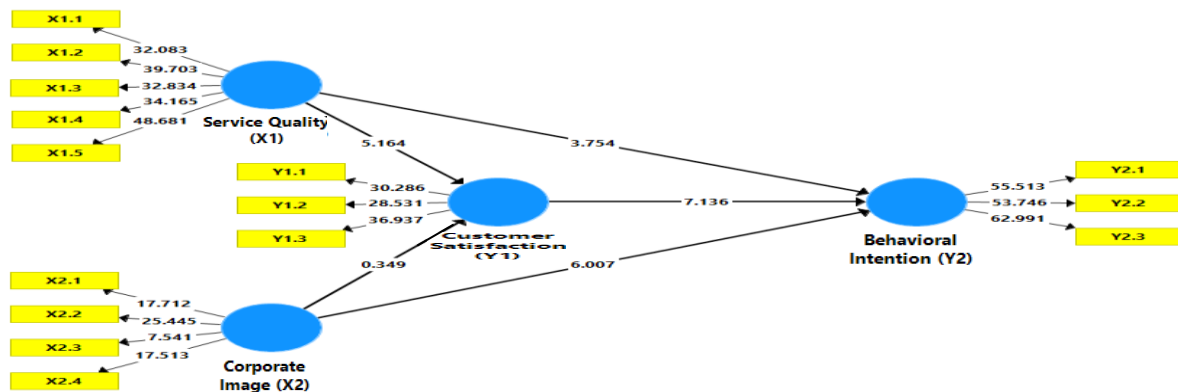 X1.1
32.083
X1.2
39.703
X1.3
32.834
X1.4
34.165
X1.5
48.681
Service Quality
(X1)
5.164
3.754
Y1.1
30.286
Y1.2
28.531
Y1.3
36.937
Customer
Satisfaction
(Y1)
7.136
Y2.1
55.513
Y2.2
53.746
Y2.3
62.991
Behavioral
Intention (Y2)
0.349
6.007
X2.1
17.712
X2.2
25.445
X2.3
7.541
X2.4
17.513
Corporate
Image (X2)